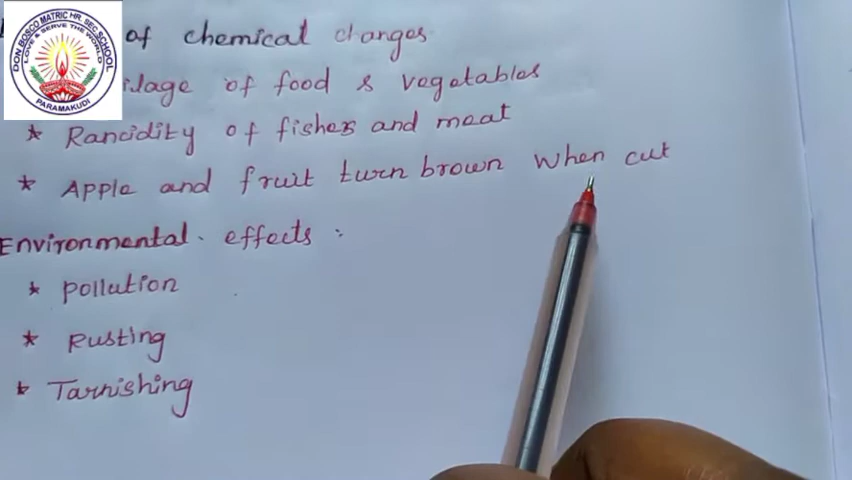 DON BOSCO MATRIC HR. SEC SCHOOL
LOVE & SERVE THE WORLD
PARAMAKUDI
of chemical changes
of food & vegetables
* Rancidity of fishes and meat
* Apple and fruit turn brown when cut
Environmental effects :
* Pollution
* Rusting
* Tarnishing